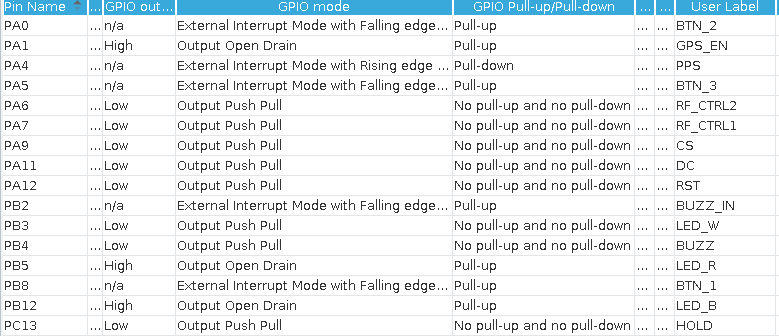 Pin Name ... GPIO out... GPIO mode GPIO Pull-up/Pull-down ... ... User Label
PA0 ... n/a External Interrupt Mode with Falling edge... Pull-up ... ... BTN_2
PA1 ... High Output Open Drain Pull-up ... ... GPS_EN
PA4 ... n/a External Interrupt Mode with Rising edge ... Pull-down ... ... PPS
PA5 ... n/a External Interrupt Mode with Falling edge... Pull-up ... ... BTN_3
PA6 ... Low Output Push Pull No pull-up and no pull-down ... ... RF_CTRL2
PA7 ... Low Output Push Pull No pull-up and no pull-down ... ... RF_CTRL1
PA9 ... Low Output Push Pull No pull-up and no pull-down ... ... CS
PA11 ... Low Output Push Pull No pull-up and no pull-down ... ... DC
PA12 ... Low Output Push Pull No pull-up and no pull-down ... ... RST
PB2 ... n/a External Interrupt Mode with Falling edge... Pull-up ... ... BUZZ_IN
PB3 ... Low Output Push Pull No pull-up and no pull-down ... ... LED_W
PB4 ... Low Output Push Pull No pull-up and no pull-down ... ... BUZZ
PB5 ... High Output Open Drain Pull-up ... ... LED_R
PB8 ... n/a External Interrupt Mode with Falling edge... Pull-up ... ... BTN_1
PB12 ... High Output Open Drain Pull-up ... ... LED_B
PC13 ... Low Output Push Pull No pull-up and no pull-down ... ... HOLD